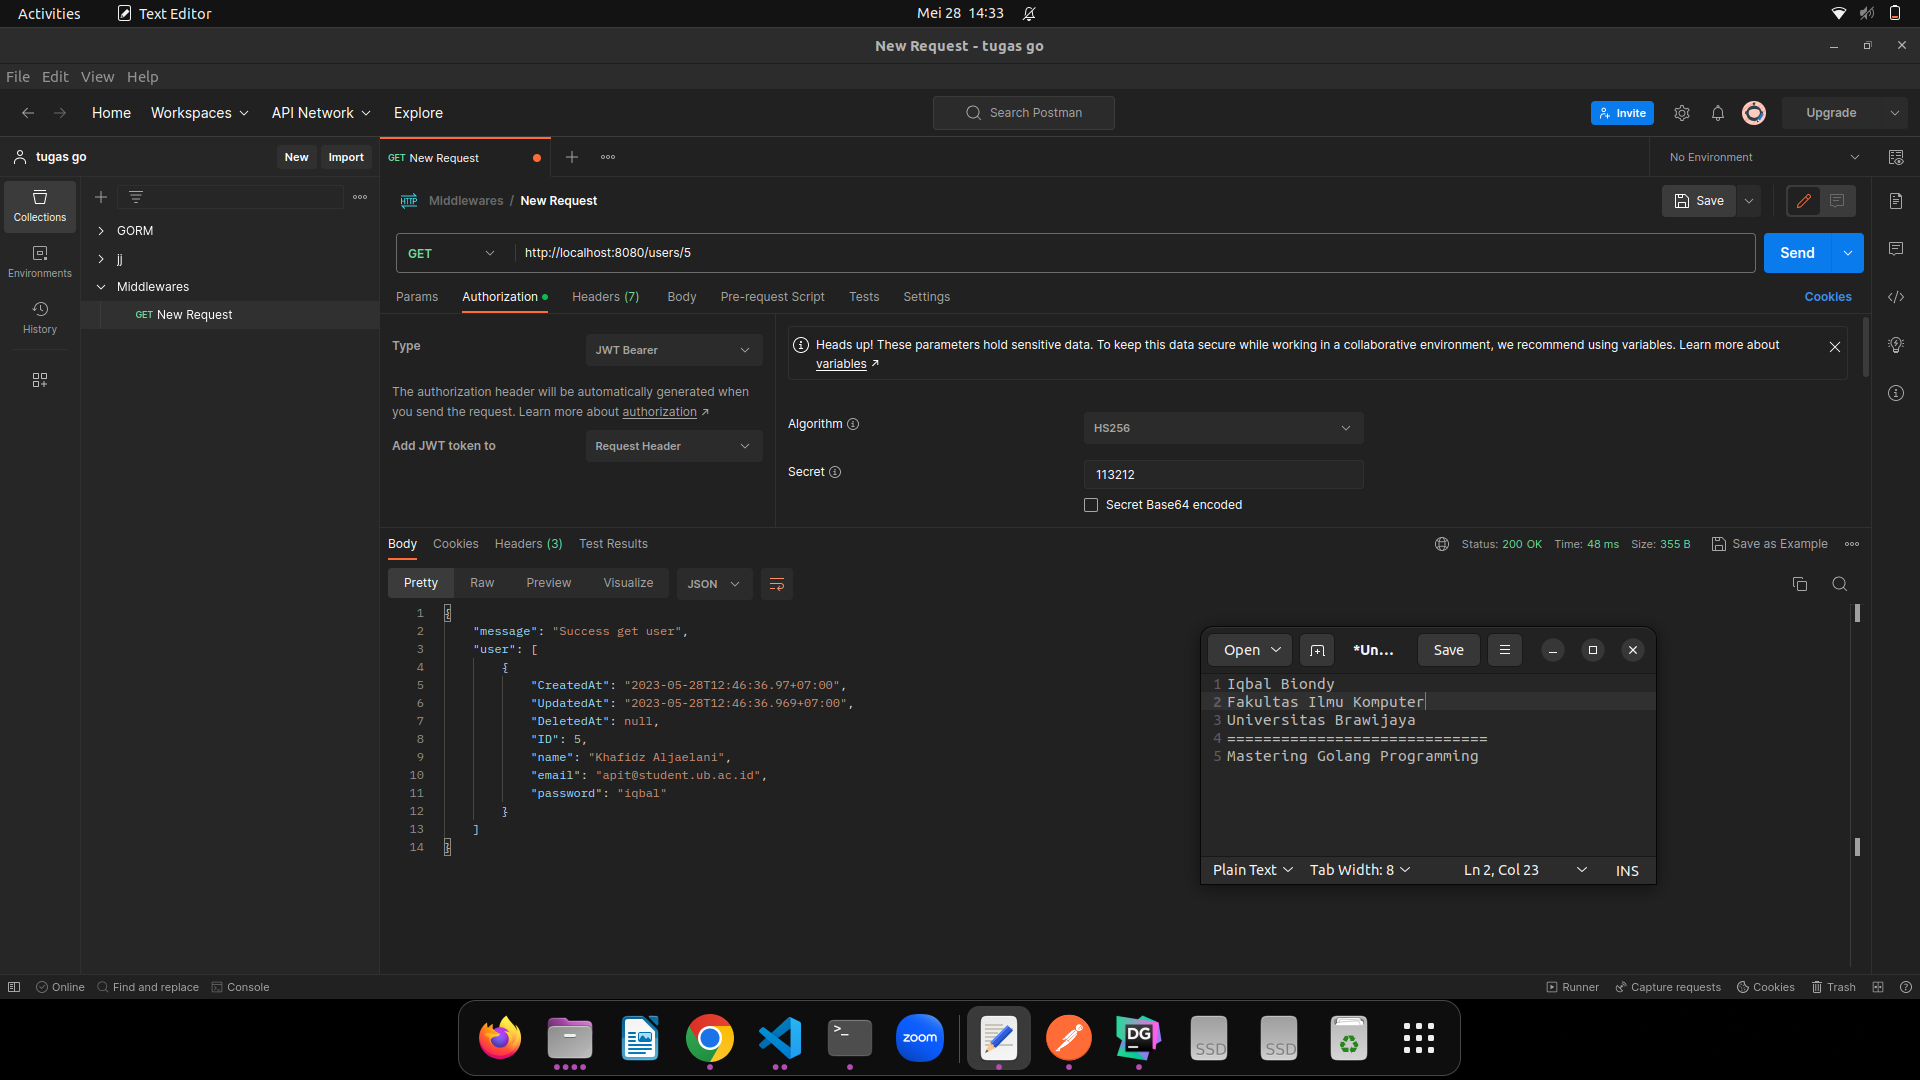 Activities
Text Editor
Mei 28 14:33
New Request - tugas go
File Edit View Help
Home Workspaces API Network Explore
Search Postman
Invite
Upgrade
tugas go
New Import
GET New Request
No Environment
Collections
Environments
History
GORM
jj
Middlewares
GET New Request
Middlewares / New Request
Save
GET http://localhost:8080/users/5
Send
Params Authorization Headers (7) Body Pre-request Script Tests Settings
Cookies
Type
JWT Bearer
The authorization header will be automatically generated when
you send the request. Learn more about authorization ↗
Add JWT token to
Request Header
Heads up! These parameters hold sensitive data. To keep this data secure while working in a collaborative environment, we recommend using variables. Learn more about
variables ↗
Algorithm
HS256
Secret
113212
Secret Base64 encoded
Body Cookies Headers (3) Test Results
Status: 200 OK Time: 48 ms Size: 355 B
Save as Example
Pretty Raw Preview Visualize JSON
1 {
2 "message": "Success get user",
3 "user": [
4 {
5 "CreatedAt": "2023-05-28T12:46:36.97+07:00",
6 "UpdatedAt": "2023-05-28T12:46:36.969+07:00",
7 "DeletedAt": null,
8 "ID": 5,
9 "name": "Khafidz Aljaelani",
10 "email": "apit@student.ub.ac.id",
11 "password": "iqbal"
12 }
13 ]
14 }
Open *Un... Save
1 Iqbal Biondy
2 Fakultas Ilmu Komputer
3 Universitas Brawijaya
4 =============================
5 Mastering Golang Programming
Plain Text Tab Width: 8 Ln 2, Col 23 INS
Online Find and replace Console
Runner Capture requests Cookies Trash
>_
zoom
DG
SSD
SSD